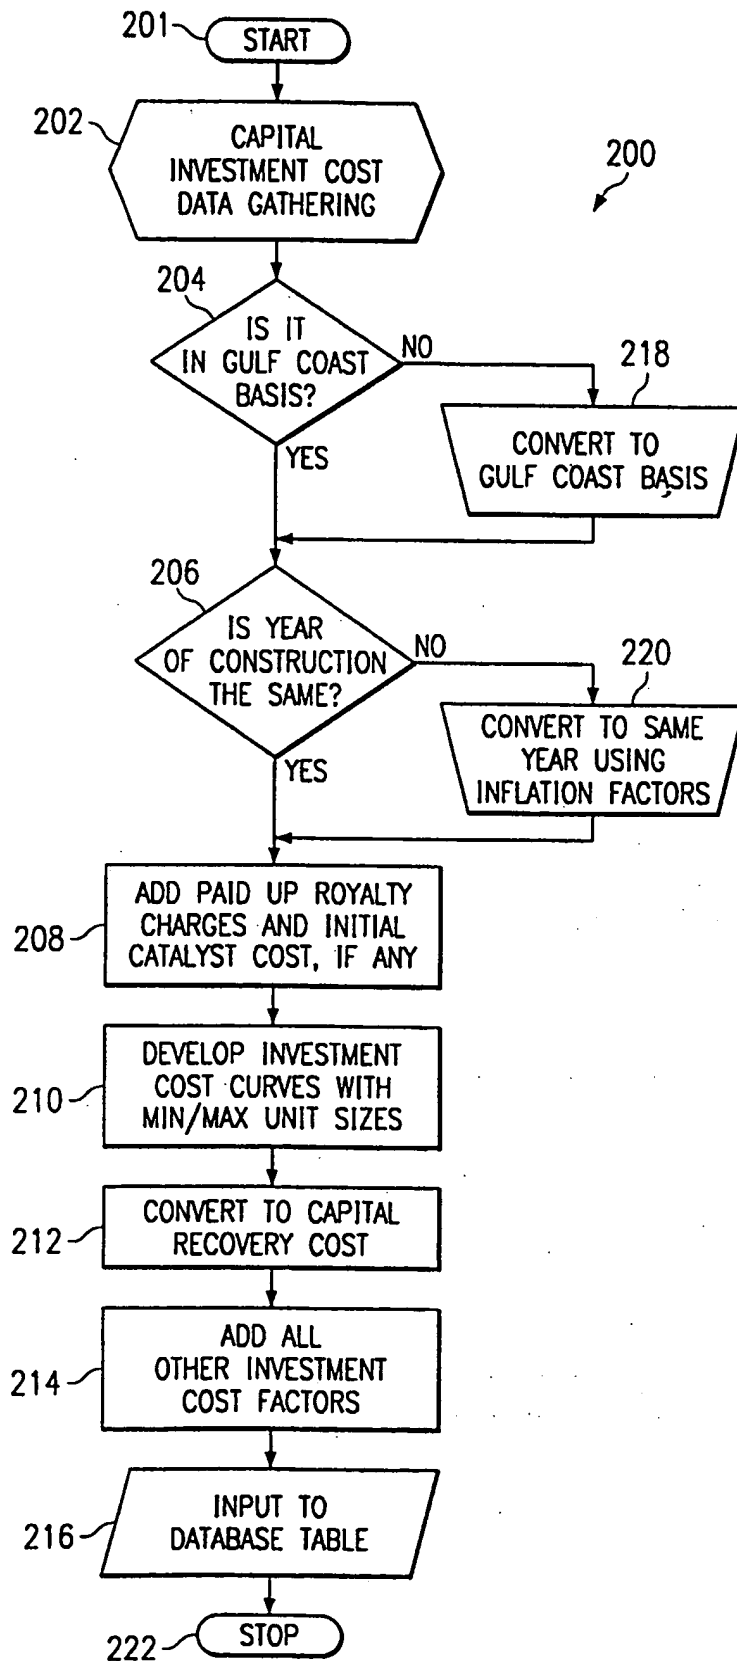 201
START
202
CAPITAL
INVESTMENT COST
DATA GATHERING
200
204
IS IT
IN GULF COAST
BASIS?
NO
YES
218
CONVERT TO
GULF COAST BASIS
206
IS YEAR
OF CONSTRUCTION
THE SAME?
NO
YES
220
CONVERT TO SAME
YEAR USING
INFLATION FACTORS
208
ADD PAID UP ROYALTY
CHARGES AND INITIAL
CATALYST COST, IF ANY
210
DEVELOP INVESTMENT
COST CURVES WITH
MIN/MAX UNIT SIZES
212
CONVERT TO CAPITAL
RECOVERY COST
214
ADD ALL
OTHER INVESTMENT
COST FACTORS
216
INPUT TO
DATABASE TABLE
222
STOP